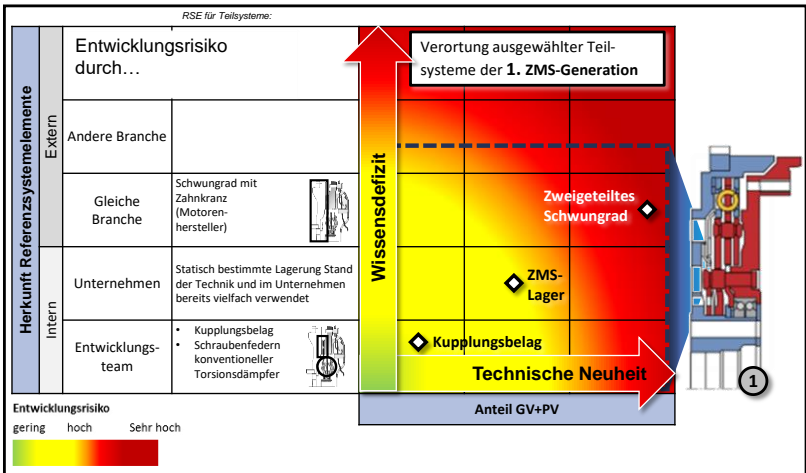 RSE für Teilsysteme:
Entwicklungsrisiko
durch…
Verortung ausgewählter Teil-
systeme der 1. ZMS-Generation
Herkunft Referenzsystemelemente
Extern
Intern
Andere Branche
Gleiche
Branche
Schwungrad mit
Zahnkranz
(Motoren-
hersteller)
Unternehmen
Statisch bestimmte Lagerung Stand
der Technik und im Unternehmen
bereits vielfach verwendet
Entwicklungs-
team
• Kupplungsbelag
• Schraubenfedern
konventioneller
Torsionsdämpfer
Wissensdefizit
Zweigeteiltes
Schwungrad
ZMS-
Lager
Kupplungsbelag
Technische Neuheit
1
Anteil GV+PV
Entwicklungsrisiko
gering hoch Sehr hoch